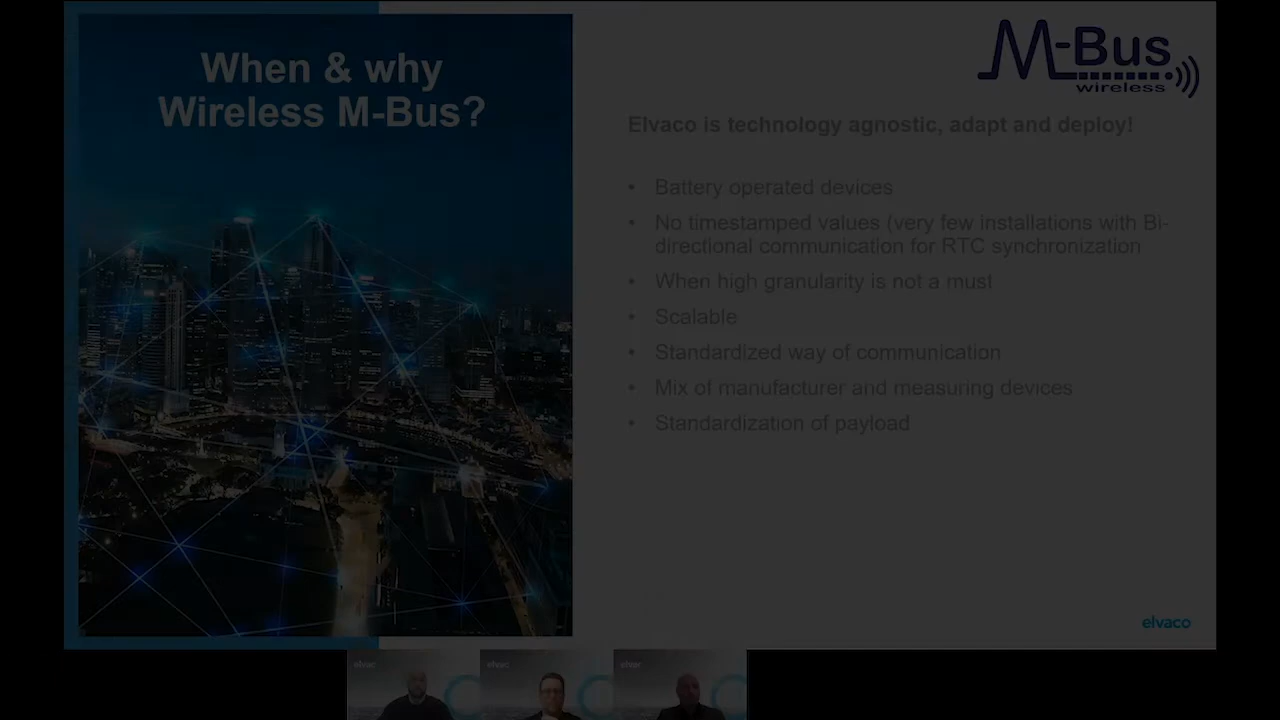 When & why
Wireless M-Bus?
M-Bus
wireless
Elvaco is technology agnostic, adapt and deploy!
• Battery operated devices
• No timestamped values (very few installations with Bi-
directional communication for RTC synchronization
• When high granularity is not a must
• Scalable
• Standardized way of communication
• Mix of manufacturer and measuring devices
• Standardization of payload
elvaco